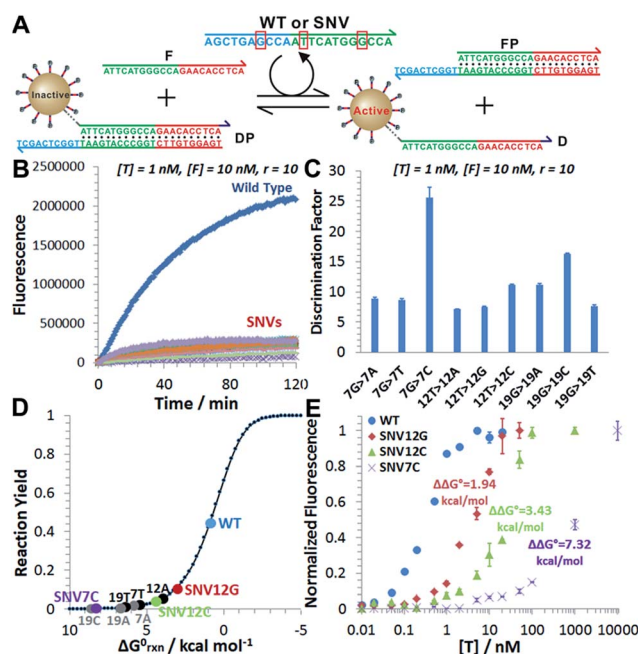 A
WT or SNV
AGCTGAGCCAATTCATGGGCCA
F
ATTCATGGGCCAGAACACCTCA
Inactive
+
ATTCATGGGCCAGAACACCTCA
TCGACTCGGTTAAGTACCCGGTCTTGTGGAGT
DP
FP
ATTCATGGGCCAGAACACCTCA
TCGACTCGGTTAAGTACCCGGTCTTGTGGAGT
Active
+
ATTCATGGGCCAGAACACCTCA
D
B
[T] = 1 nM, [F] = 10 nM, r = 10
Wild Type
SNVs
Fluorescence
2000000
1500000
1000000
500000
0
0 40 80 120
Time / min
C
[T] = 1 nM, [F] = 10 nM, r = 10
Discrimination Factor
30
25
20
15
10
5
0
7G>7A
7G>7T
7G>7C
12T>12A
12T>12G
12T>12C
19G>19A
19G>19C
19G>19T
D
Reaction Yield
1
0.8
0.6
0.4
0.2
0
WT
SNV12G
SNV12C
SNV7C
19C
19T
19A
7T
7A
12A
10 5 0 -5
ΔG⁰rxn / kcal mol⁻¹
E
Normalized Fluorescence
1
0.8
0.6
0.4
0.2
0
WT
SNV12G
SNV12C
SNV7C
ΔΔG°=1.94
kcal/mol
ΔΔG°=3.43
kcal/mol
ΔΔG°=7.32
kcal/mol
0.01 0.1 1 10 100 1000 10000
[T] / nM